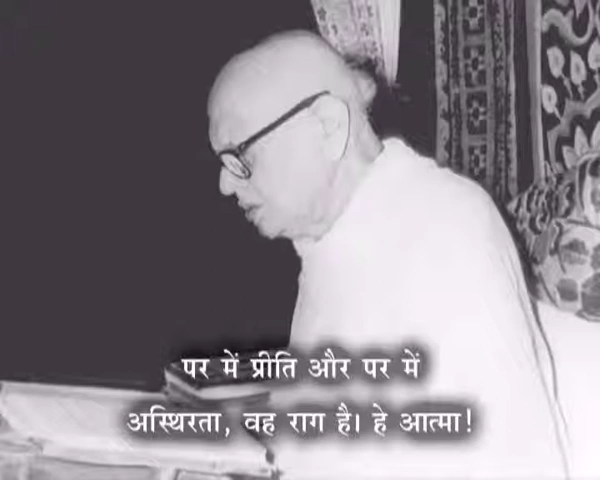 पर में प्रीति और पर में
अस्थिरता, वह राग है। हे आत्मा!